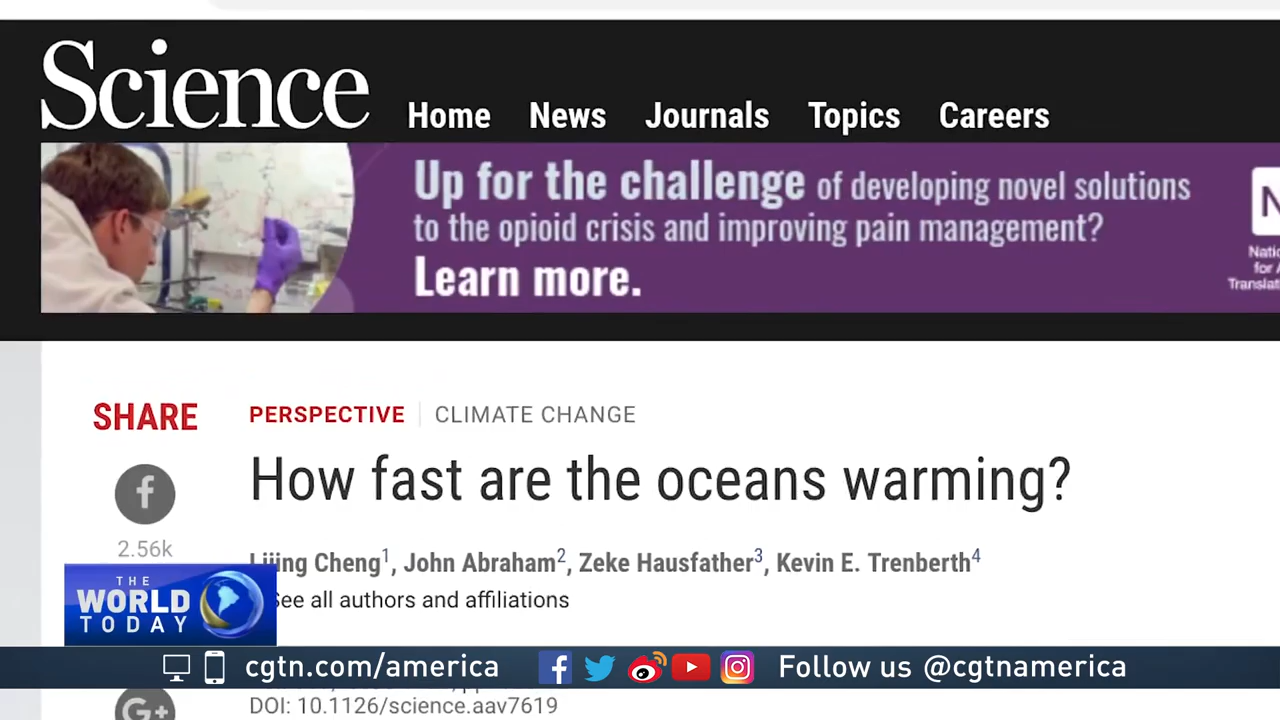 Science
Home News Journals Topics Careers
Up for the challenge of developing novel solutions
to the opioid crisis and improving pain management?
Learn more.
N
for
SHARE
PERSPECTIVE CLIMATE CHANGE
How fast are the oceans warming?
f
2.56k
Lijing Cheng1, John Abraham2, Zeke Hausfather3, Kevin E. Trenberth4
See all authors and affiliations
THE
WORLD
TODAY
cgtn.com/america Follow us @cgtnamerica
G+
DOI: 10.1126/science.aav7619